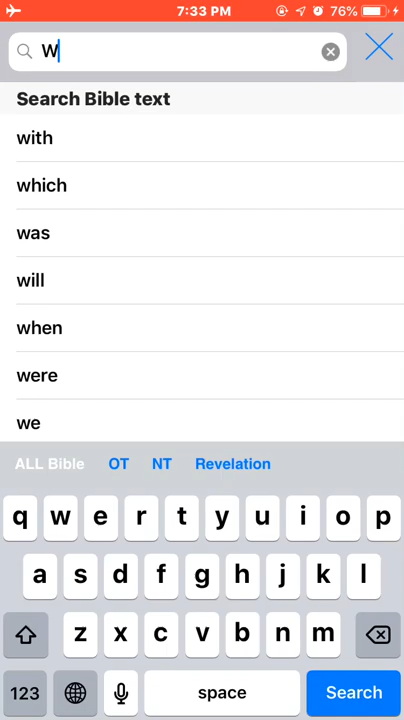 7:33 PM 76%
W
Search Bible text
with
which
was
will
when
were
we
ALL Bible OT NT Revelation
q w e r t y u i o p
a s d f g h j k l
z x c v b n m
123 space Search